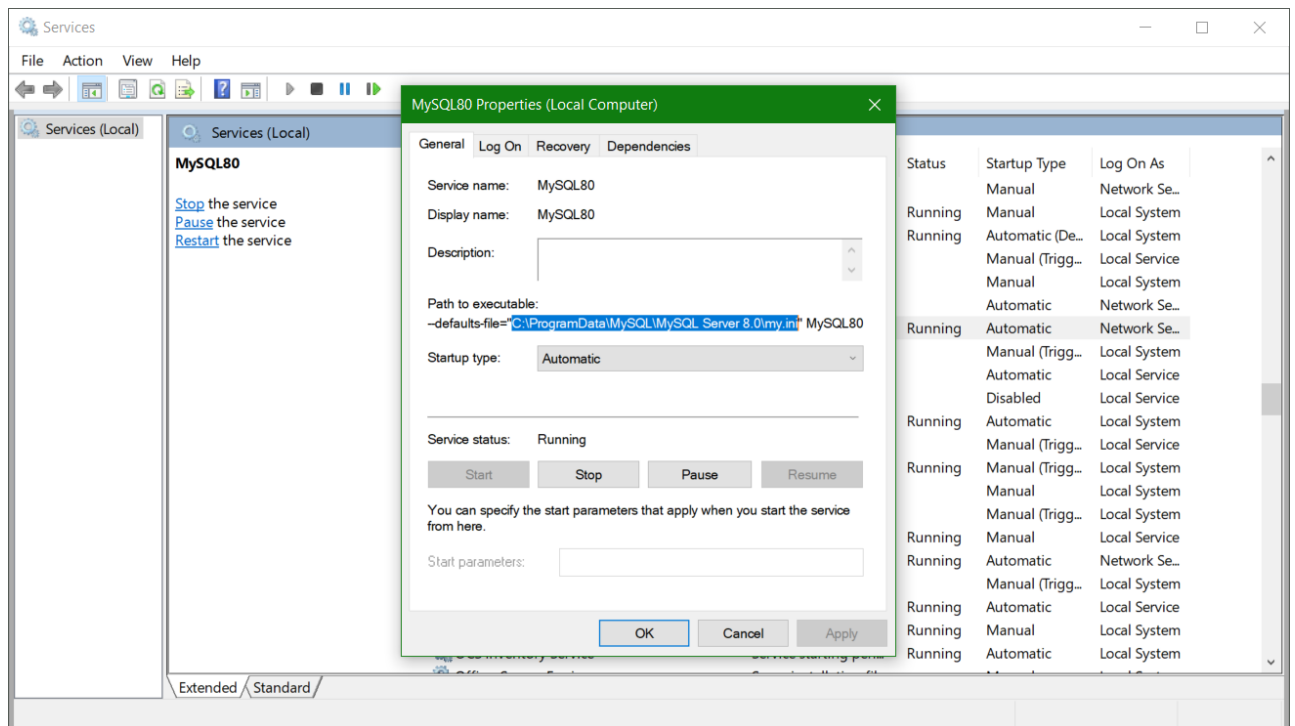 Services
File Action View Help
MySQL80 Properties (Local Computer)
Services (Local)
Services (Local)
General Log On Recovery Dependencies
MySQL80
Stop the service
Pause the service
Restart the service
Service name: MySQL80
Display name: MySQL80
Description:
Path to executable:
--defaults-file="C:\ProgramData\MySQL\MySQL Server 8.0\my.ini" MySQL80
Startup type: Automatic
Service status: Running
Start Stop Pause Resume
You can specify the start parameters that apply when you start the service
from here.
Start parameters:
OK Cancel Apply
Status Startup Type Log On As
Manual Network Se...
Running Manual Local System
Running Automatic (De... Local System
Manual (Trigg... Local Service
Manual Local System
Automatic Network Se...
Running Automatic Network Se...
Manual (Trigg... Local System
Automatic Local Service
Disabled Local Service
Running Automatic Local System
Manual (Trigg... Local Service
Running Manual (Trigg... Local System
Manual Local System
Manual (Trigg... Local System
Running Manual Local Service
Running Automatic Network Se...
Manual (Trigg... Local System
Running Automatic Local Service
Running Manual Local System
Running Automatic Local System
Extended Standard